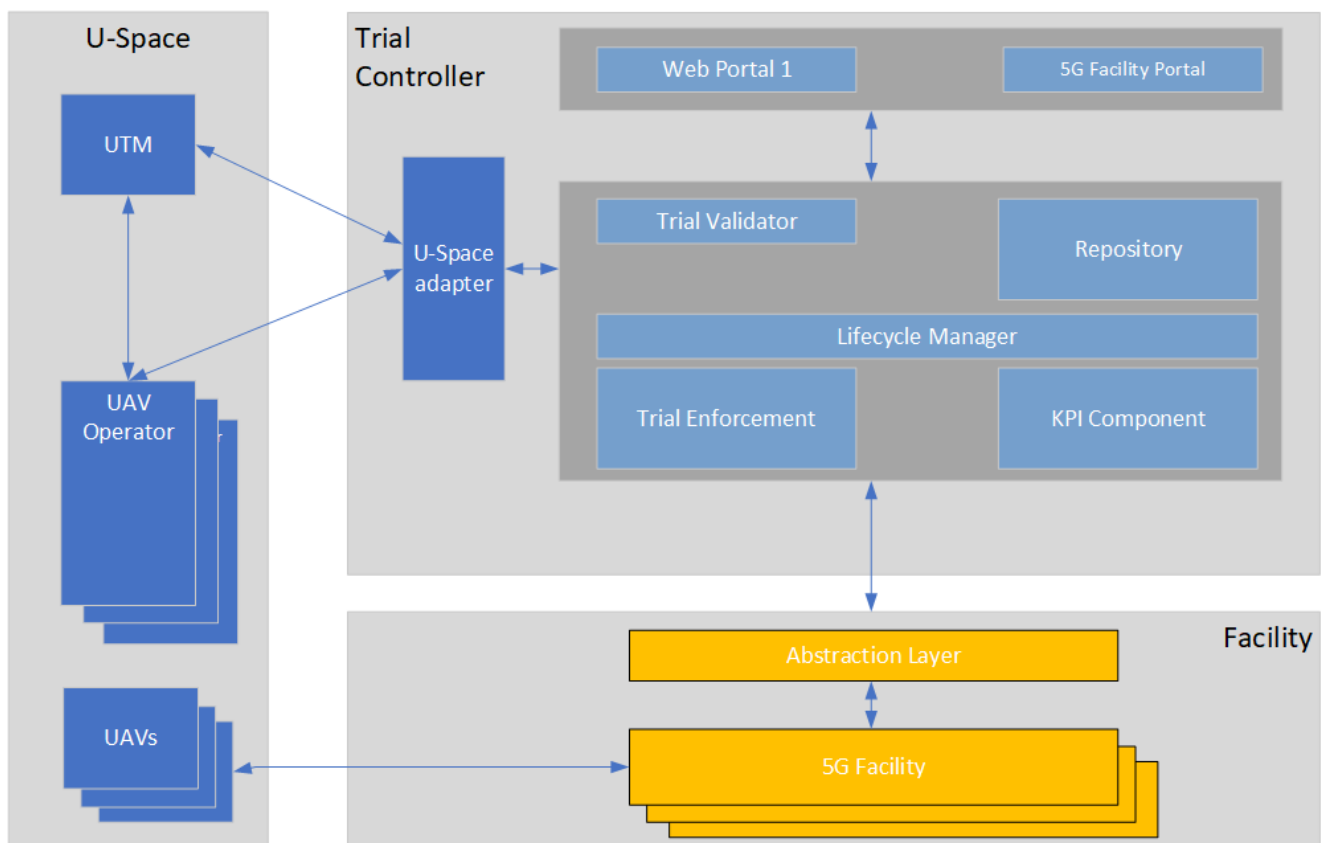 U-Space
UTM
UAV
Operator
UAVs
Trial
Controller
U-Space
adapter
Web Portal 1
5G Facility Portal
Trial Validator
Repository
Lifecycle Manager
Trial Enforcement
KPI Component
Facility
Abstraction Layer
5G Facility